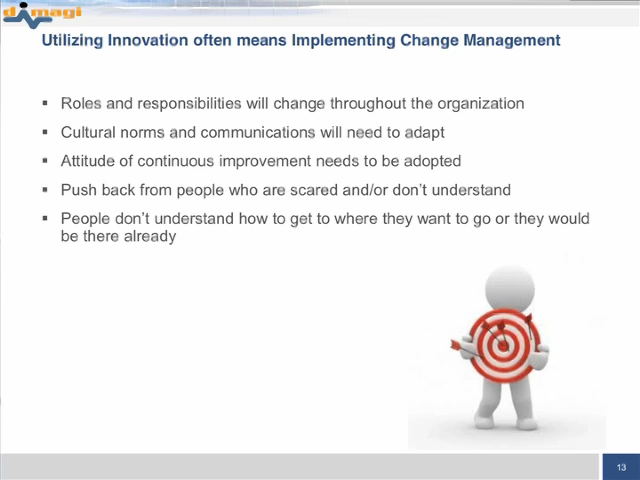 dimagi
Utilizing Innovation often means Implementing Change Management
▪ Roles and responsibilities will change throughout the organization
▪ Cultural norms and communications will need to adapt
▪ Attitude of continuous improvement needs to be adopted
▪ Push back from people who are scared and/or don’t understand
▪ People don’t understand how to get to where they want to go or they would
be there already
13